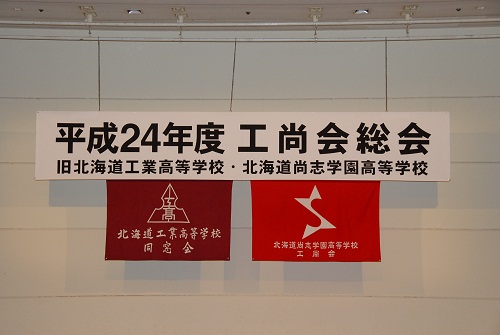 平成24年度 工尚会総会
旧北海道工業高等学校・北海道尚志学園高等学校
北海道工業高等学校
同窓会
北海道尚志学園高等学校
工尚会